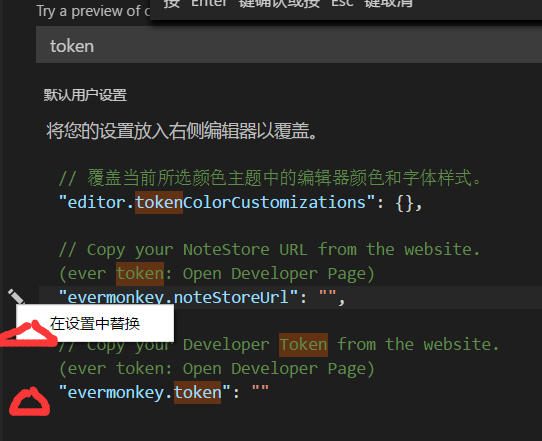 Try a preview of
按 Enter 键确认或按 Esc 键取消
token
默认用户设置
将您的设置放入右侧编辑器以覆盖。
// 覆盖当前所选颜色主题中的编辑器颜色和字体样式。
"editor.tokenColorCustomizations": {},
// Copy your NoteStore URL from the website.
(ever token: Open Developer Page)
"evermonkey.noteStoreUrl": "",
在设置中替换
// Copy your Developer Token from the website.
(ever token: Open Developer Page)
"evermonkey.token": ""